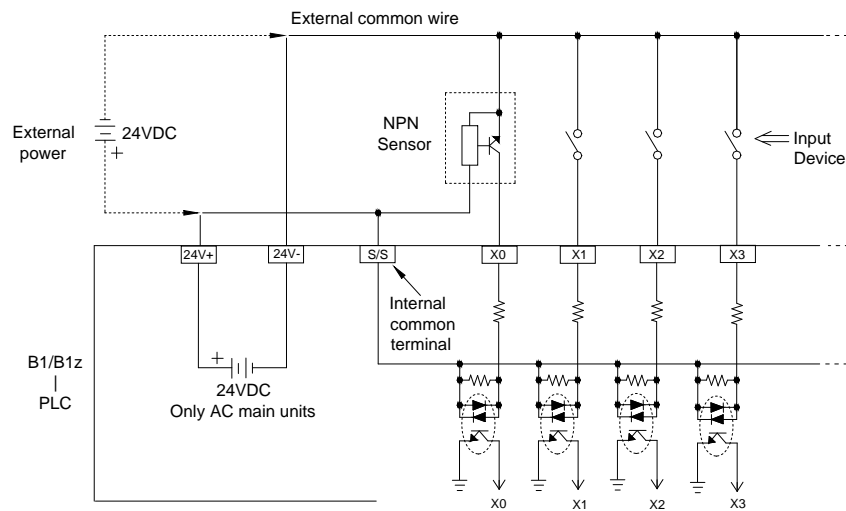 External common wire
External
power
24VDC
+
NPN
Sensor
Input
Device
24V+
24V-
S/S
X0
X1
X2
X3
Internal
common
terminal
B1/B1z
PLC
+
24VDC
Only AC main units
X0
X1
X2
X3